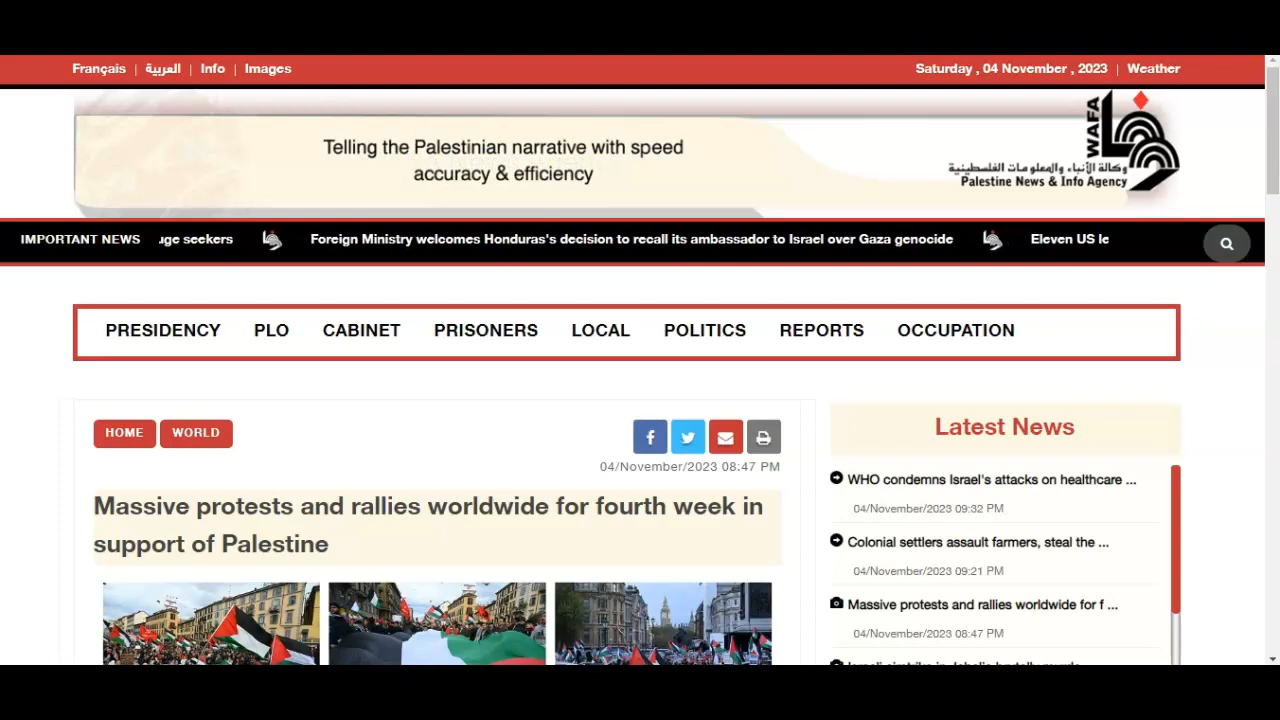 Français | العربية | Info | Images
Saturday , 04 November , 2023 | Weather
Telling the Palestinian narrative with speed
accuracy & efficiency
WAFA
وكالة الأنباء والمعلومات الفلسطينية
Palestine News & Info Agency
IMPORTANT NEWS
seekers
Foreign Ministry welcomes Honduras's decision to recall its ambassador to Israel over Gaza genocide
Eleven US le
PRESIDENCY PLO CABINET PRISONERS LOCAL POLITICS REPORTS OCCUPATION
HOME WORLD
04/November/2023 08:47 PM
Massive protests and rallies worldwide for fourth week in
support of Palestine
Latest News
WHO condemns Israel's attacks on healthcare ...
04/November/2023 09:32 PM
Colonial settlers assault farmers, steal the ...
04/November/2023 09:21 PM
Massive protests and rallies worldwide for f ...
04/November/2023 08:47 PM